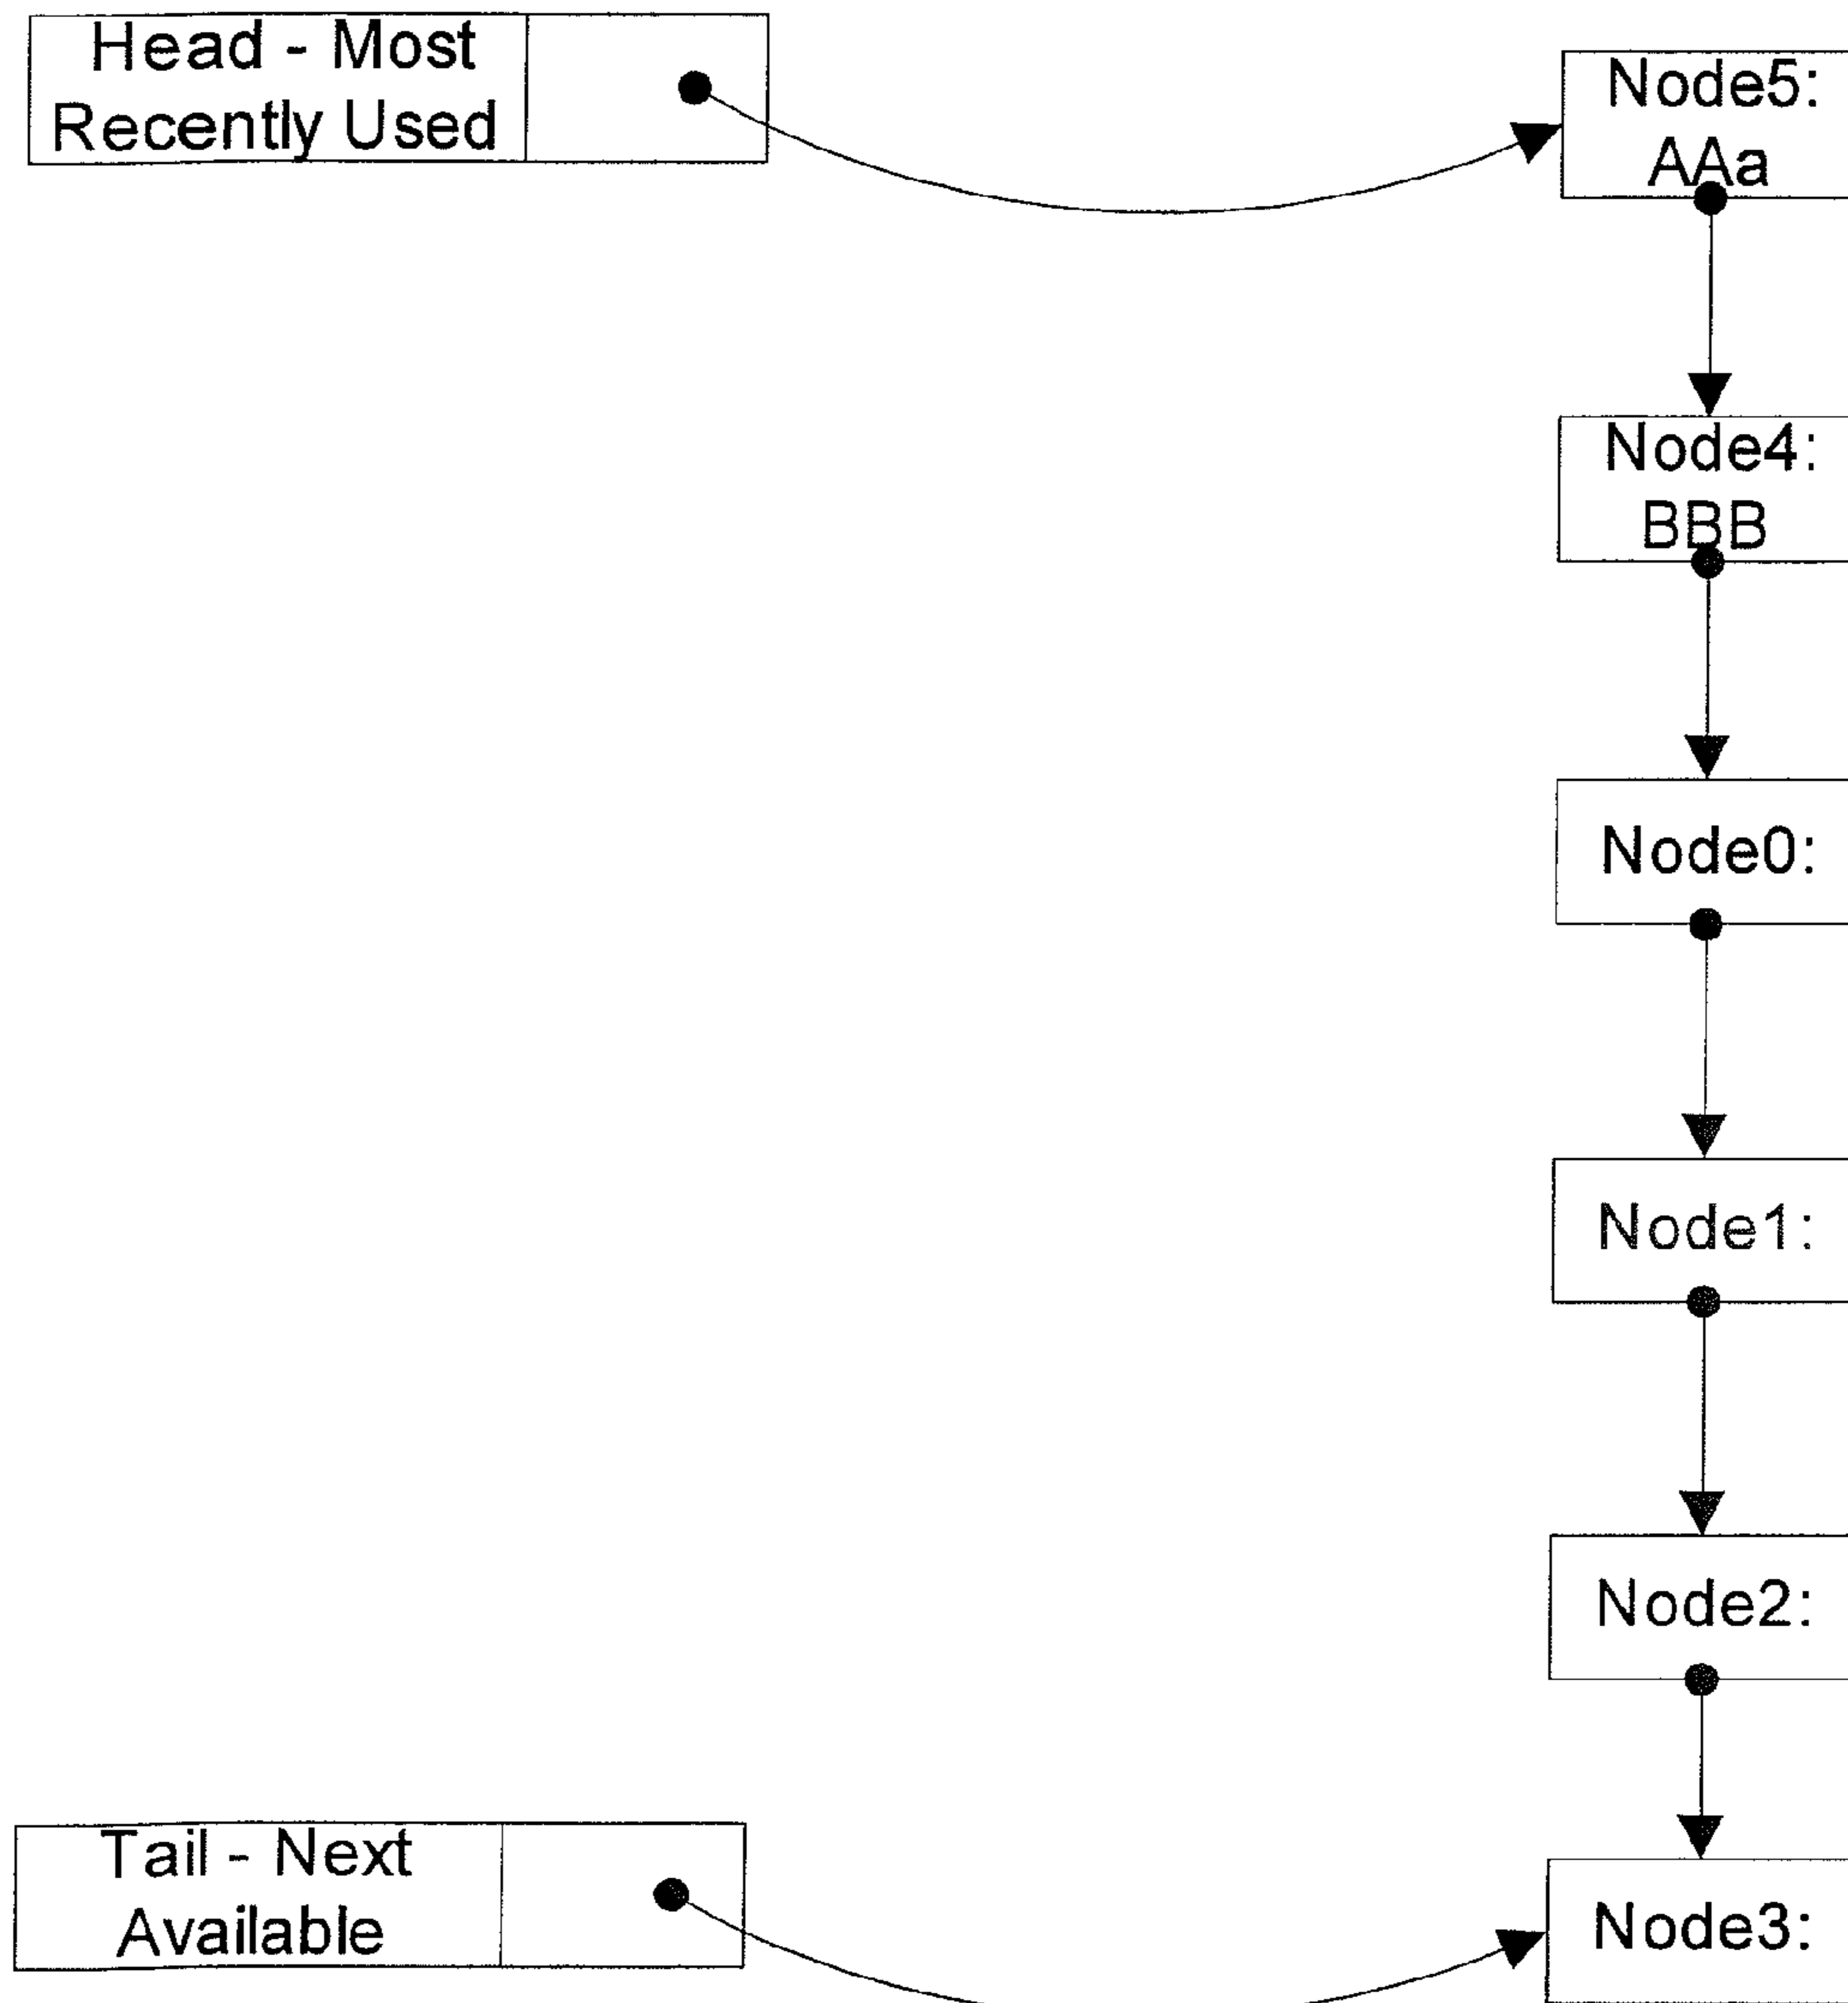 Head - Most
Recently Used
Node5:
AAa
Node4:
BBB
Node0:
Node1:
Node2:
Tail - Next
Available
Node3: